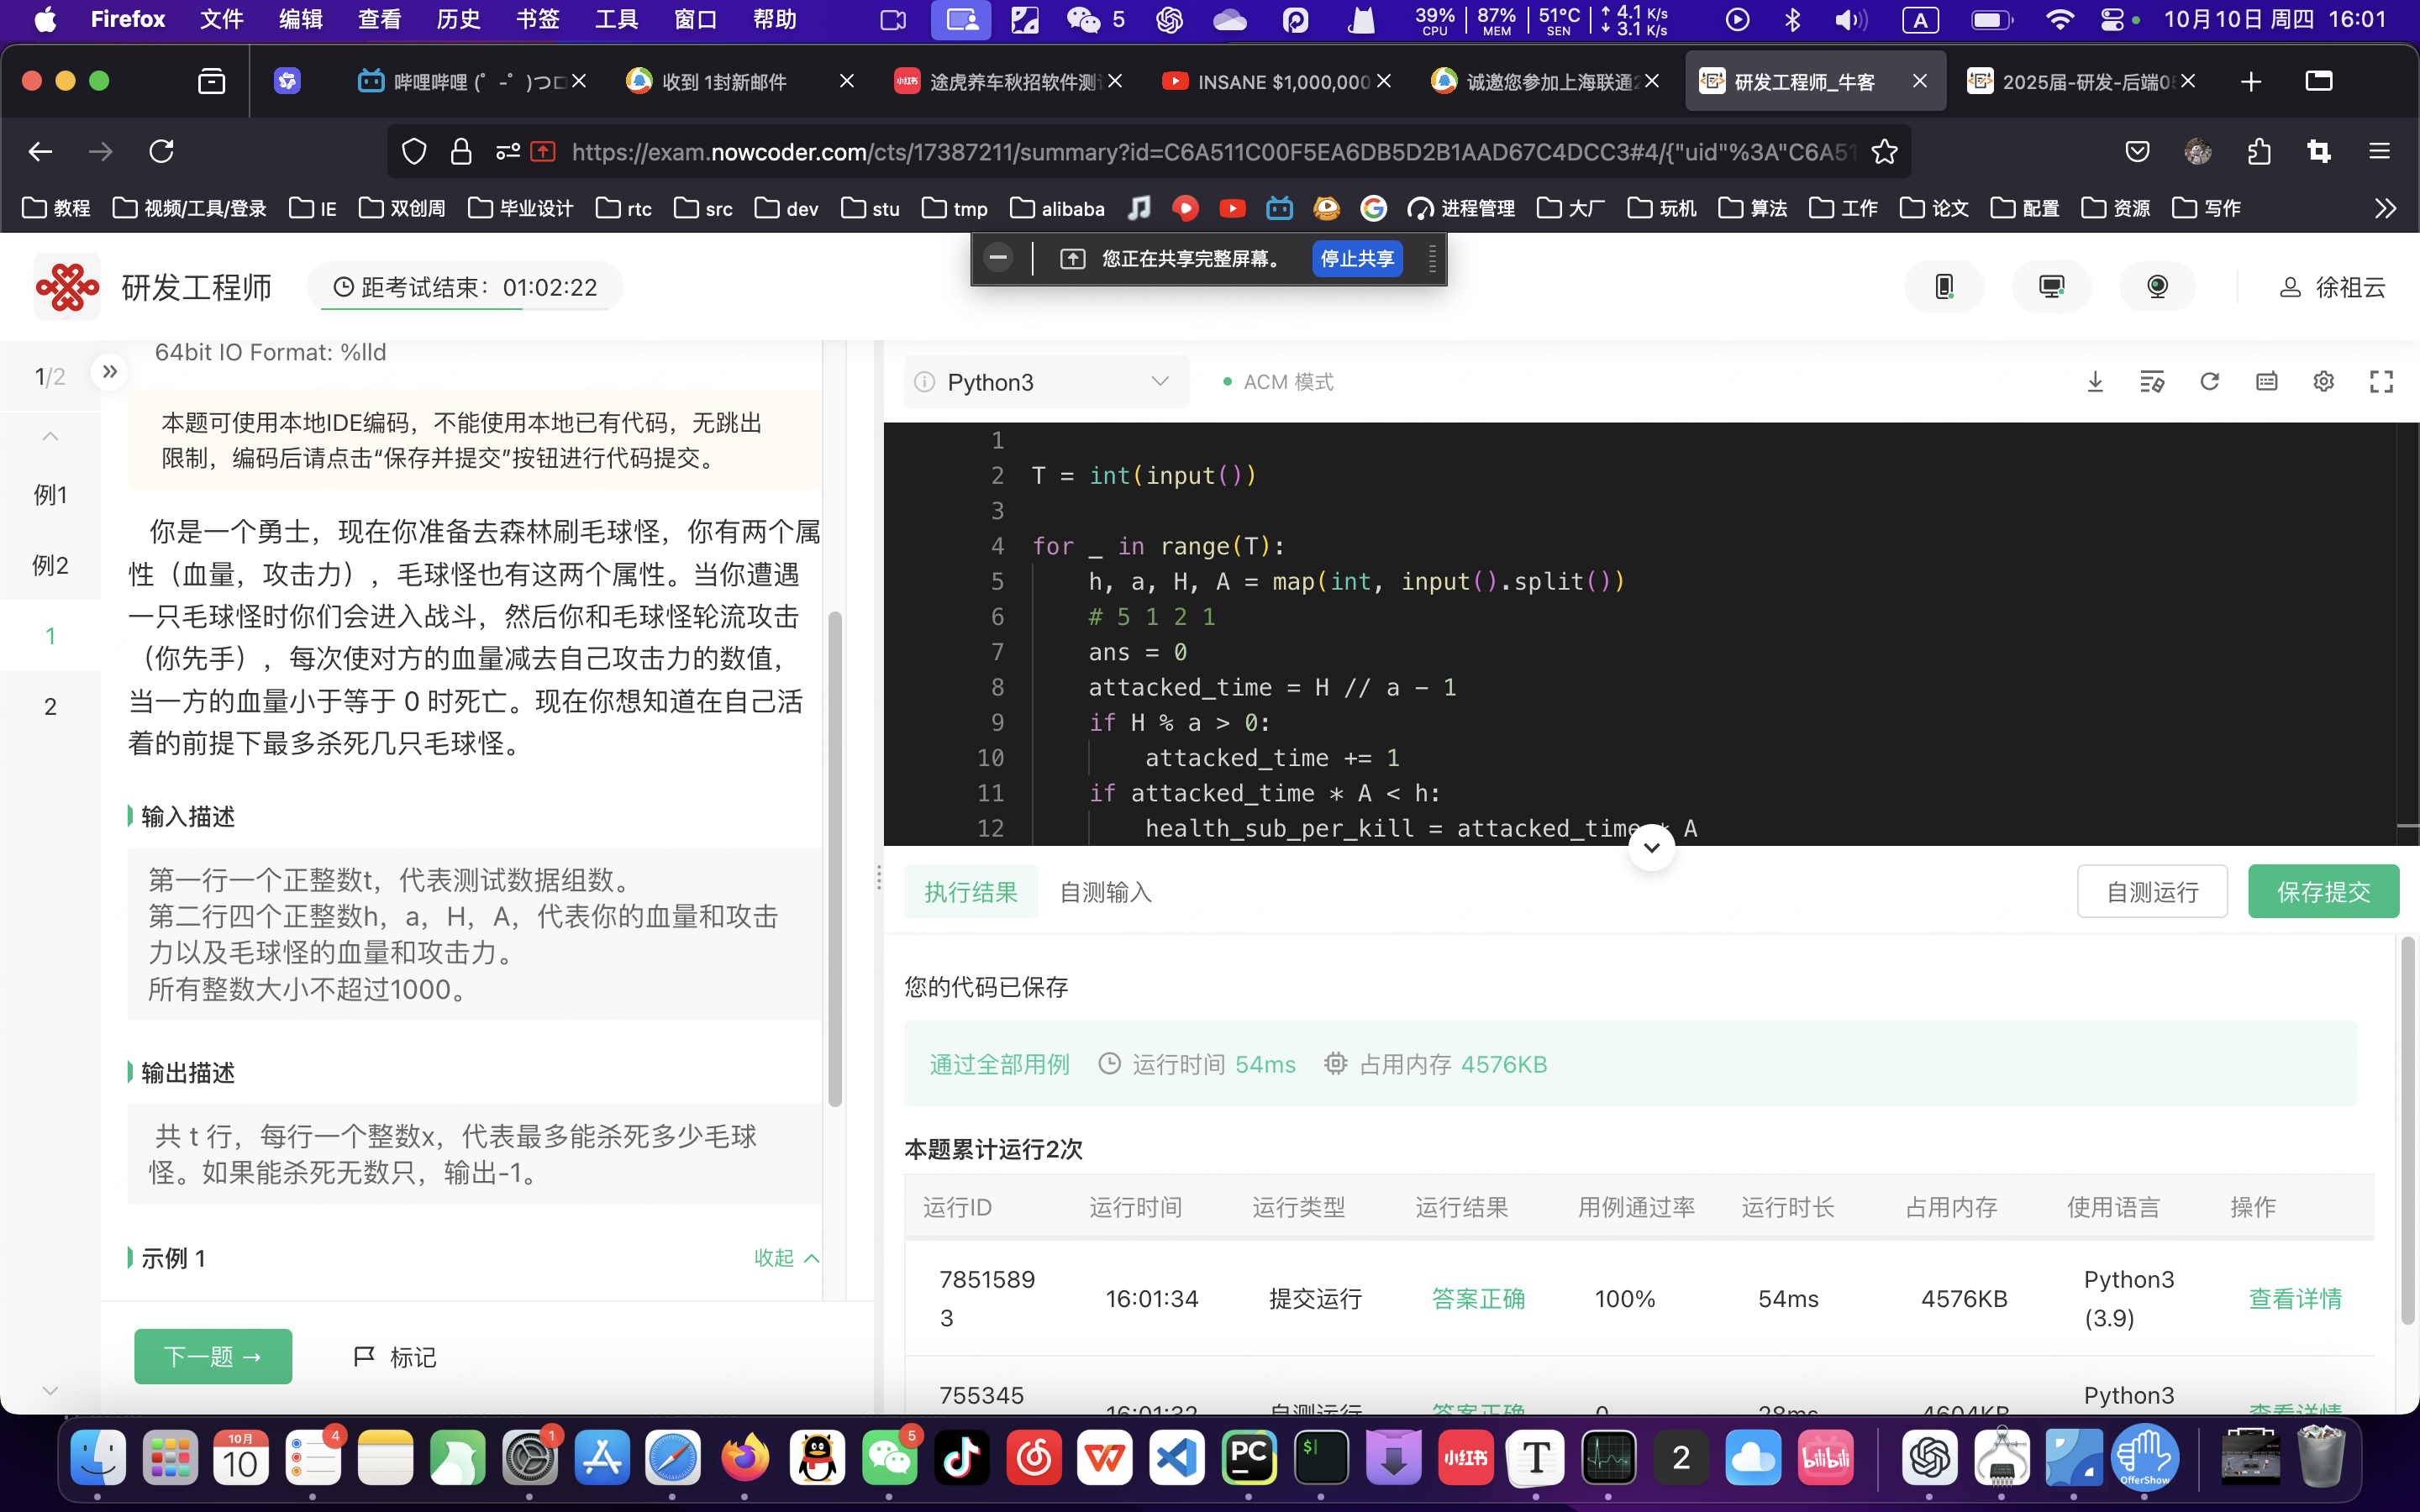 Firefox 文件 编辑 查看 历史 书签 工具 窗口 帮助 5 39% CPU 87% MEM 51°C SEN 4.1 K/s 3.1 K/s A 10月10日 周四 16:01
哔哩哔哩 (゜-゜)つロ 收到 1封新邮件 小红书 途虎养车秋招软件测 INSANE $1,000,000 诚邀您参加上海联通2 研发工程师_牛客 2025届-研发-后端0
https://exam.nowcoder.com/cts/17387211/summary?id=C6A511C00F5EA6DB5D2B1AAD67C4DCC3#4/{"uid"%3A"C6A51
教程 视频/工具/登录 IE 双创周 毕业设计 rtc src dev stu tmp alibaba 进程管理 大厂 玩机 算法 工作 论文 配置 资源 写作
您正在共享完整屏幕。 停止共享
研发工程师 距考试结束：01:02:22 徐祖云
1/2
例1
例2
1
2
64bit IO Format: %lld
本题可使用本地IDE编码，不能使用本地已有代码，无跳出
限制，编码后请点击“保存并提交”按钮进行代码提交。
你是一个勇士，现在你准备去森林刷毛球怪，你有两个属
性（血量，攻击力），毛球怪也有这两个属性。当你遭遇
一只毛球怪时你们会进入战斗，然后你和毛球怪轮流攻击
（你先手），每次使对方的血量减去自己攻击力的数值，
当一方的血量小于等于 0 时死亡。现在你想知道在自己活
着的前提下最多杀死几只毛球怪。
输入描述
第一行一个正整数t，代表测试数据组数。
第二行四个正整数h，a，H，A，代表你的血量和攻击
力以及毛球怪的血量和攻击力。
所有整数大小不超过1000。
输出描述
共 t 行，每行一个整数x，代表最多能杀死多少毛球
怪。如果能杀死无数只，输出-1。
示例 1 收起
下一题 → 标记
Python3 ACM 模式
1
2 T = int(input())
3
4 for _ in range(T):
5 h, a, H, A = map(int, input().split())
6 # 5 1 2 1
7 ans = 0
8 attacked_time = H // a - 1
9 if H % a > 0:
10 attacked_time += 1
11 if attacked_time * A < h:
12 health_sub_per_kill = attacked_time * A
执行结果 自测输入 自测运行 保存提交
您的代码已保存
通过全部用例 运行时间 54ms 占用内存 4576KB
本题累计运行2次
运行ID 运行时间 运行类型 运行结果 用例通过率 运行时长 占用内存 使用语言 操作
78515893 16:01:34 提交运行 答案正确 100% 54ms 4576KB Python3 (3.9) 查看详情
755345 16:01:32 自测运行 答案正确 0 28ms 4604KB Python3 查看详情
10月 10 4 1 5 PC $ 小红书 T 2 bilibili OfferShow